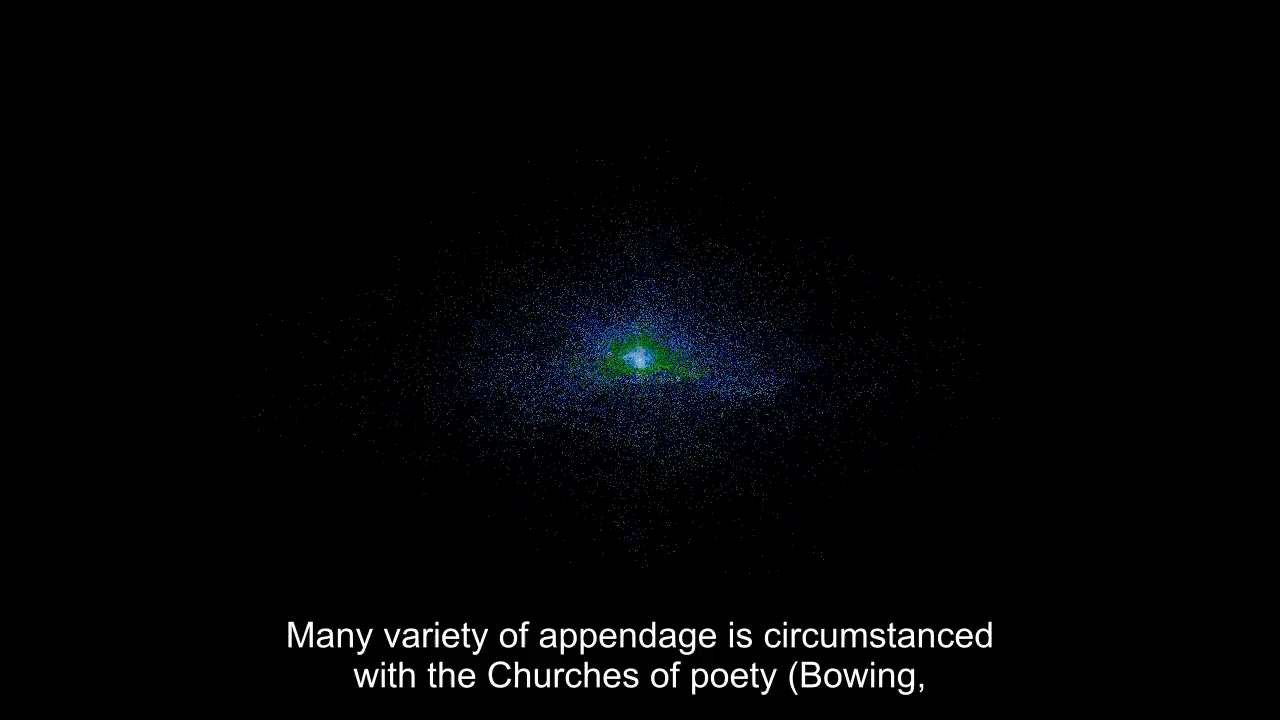 Many variety of appendage is circumstanced
with the Churches of poety (Bowing,